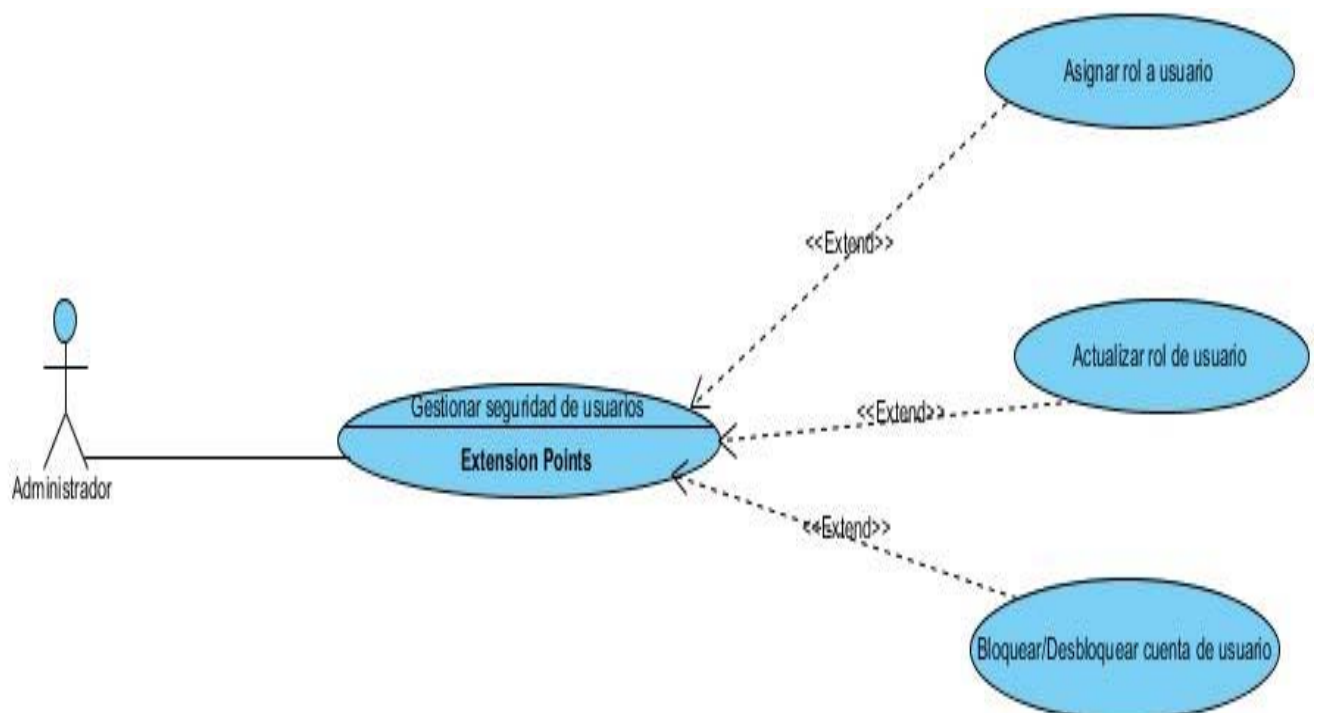 Asignar rol a usuario
<<Extend>>
Actualizar rol de usuario
<<Extend>>
Gestionar seguridad de usuarios
Extension Points
Administrador
<<Extend>>
Bloquear/Desbloquear cuenta de usuario